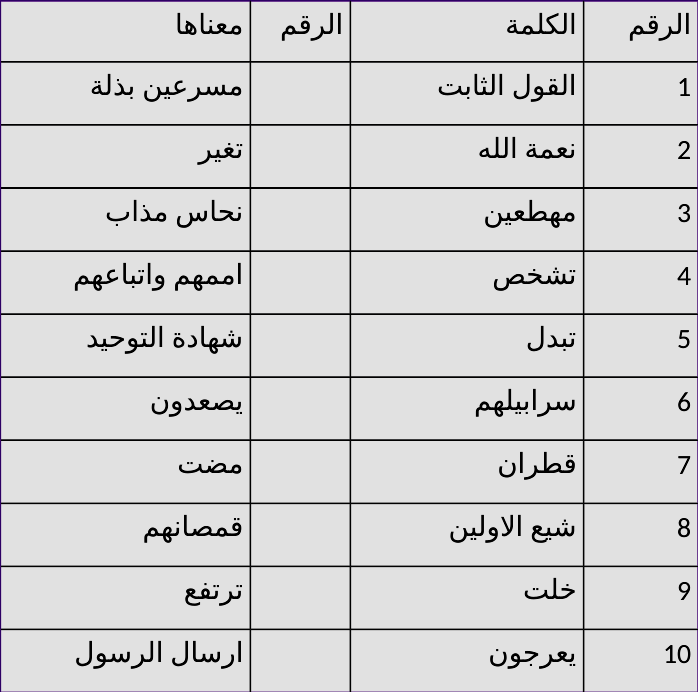 الرقم الكلمة الرقم معناها
1 القول الثابت مسرعين بذلة
2 نعمة الله تغير
3 مهطعين نحاس مذاب
4 تشخص اممهم واتباعهم
5 تبدل شهادة التوحيد
6 سرابيلهم يصعدون
7 قطران مضت
8 شيع الاولين قمصانهم
9 خلت ترتفع
10 يعرجون ارسال الرسول